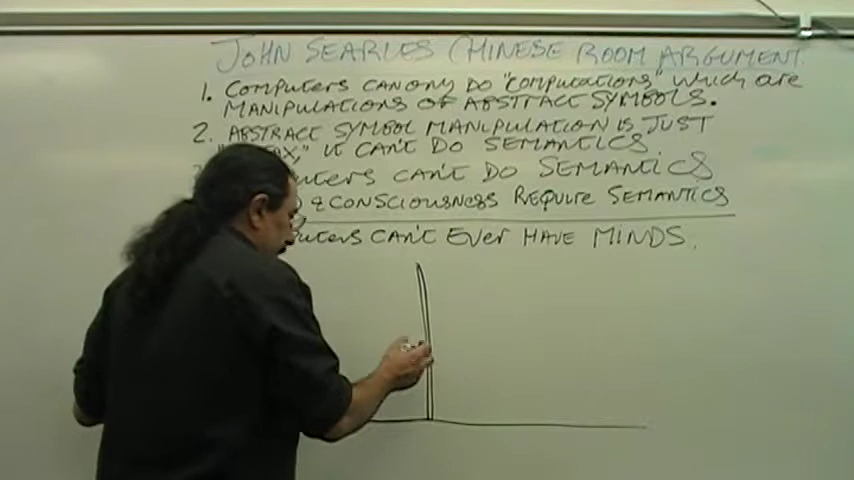 JOHN SEARLES CHINESE ROOM ARGUMENT.
1. COMPUTERS CAN ONLY DO "COMPUTATIONS" WHICH ARE
MANIPULATIONS OF ABSTRACT SYMBOLS.
2. ABSTRACT SYMBOL MANIPULATION IS JUST
IT CAN'T DO SEMANTICS.
CAN'T DO SEMANTICS
& CONSCIOUSNESS REQUIRE SEMANTICS
CAN'T EVER HAVE MINDS.